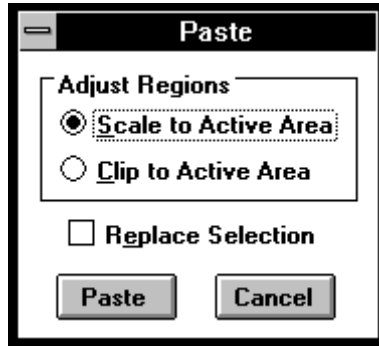 Paste
Adjust Regions
Scale to Active Area
Clip to Active Area
Replace Selection
Paste Cancel